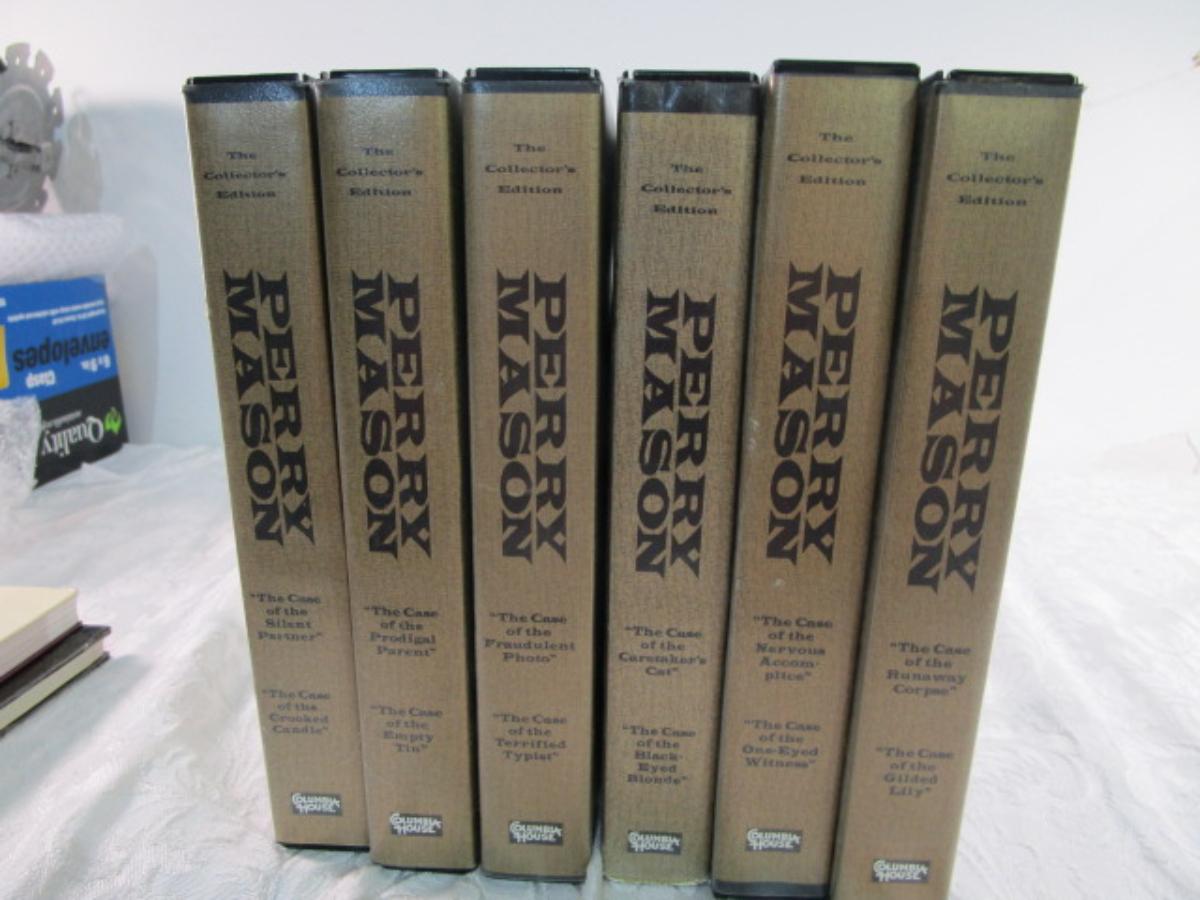 The
Collector's
Edition
PERRY
MASON
"The Case
of the
Silent
Partner"
"The Case
of the
Crooked
Candle"
COLUMBIA
HOUSE
The
Collector's
Edition
PERRY
MASON
"The Case
of the
Prodigal
Parent"
"The Case
of the
Empty
Tin"
COLUMBIA
HOUSE
The
Collector's
Edition
PERRY
MASON
"The Case
of the
Fraudulent
Photo"
"The Case
of the
Terrified
Typist"
COLUMBIA
HOUSE
The
Collector's
Edition
PERRY
MASON
"The Case
of the
Caretaker's
Cat"
"The Case
of the
Black-
Eyed
Blonde"
COLUMBIA
HOUSE
The
Collector's
Edition
PERRY
MASON
"The Case
of the
Nervous
Accom-
plice"
"The Case
of the
One-Eyed
Witness"
COLUMBIA
HOUSE
The
Collector's
Edition
PERRY
MASON
"The Case
of the
Runaway
Corpse"
"The Case
of the
Gilded
Lily"
COLUMBIA
HOUSE
6 x 9 in.
Clasp
envelopes
Quality